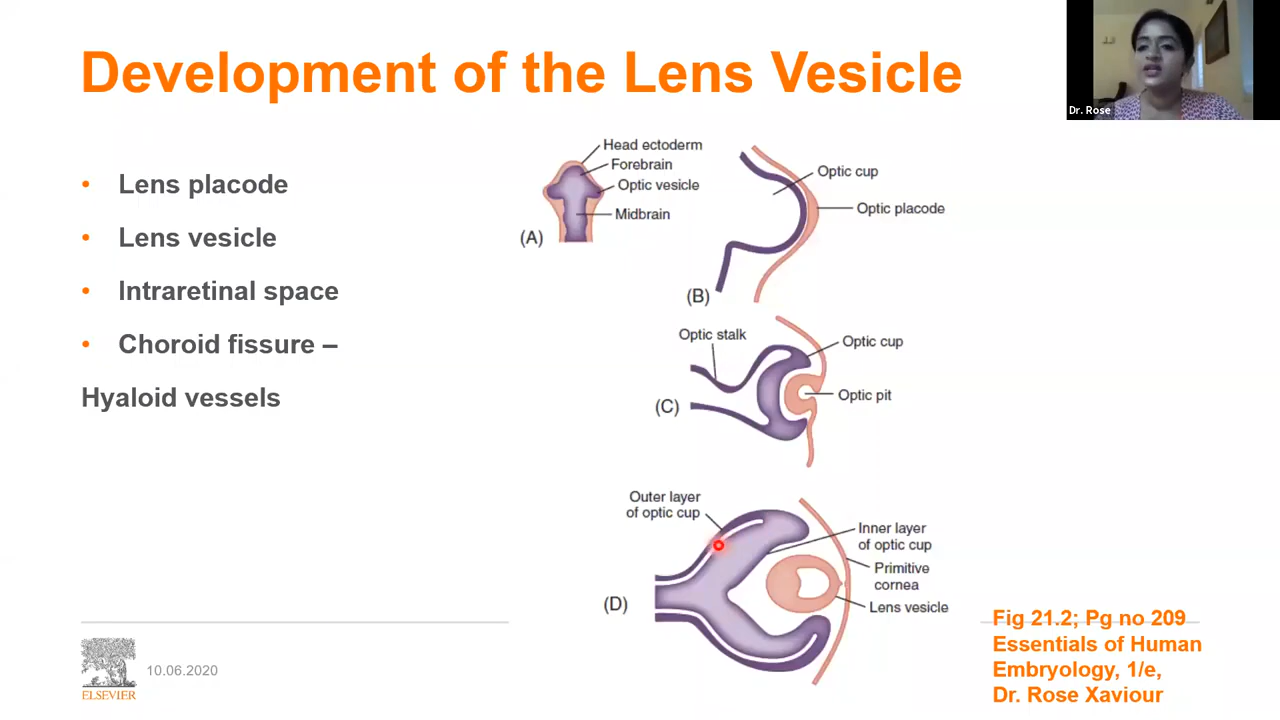 Development of the Lens Vesicle
Dr. Rose
• Lens placode
• Lens vesicle
• Intraretinal space
• Choroid fissure –
Hyaloid vessels
Head ectoderm
Forebrain
Optic vesicle
Midbrain
(A)
Optic cup
Optic placode
(B)
Optic stalk
Optic cup
Optic pit
(C)
Outer layer
of optic cup
Inner layer
of optic cup
Primitive
cornea
Lens vesicle
(D)
Fig 21.2; Pg no 209
Essentials of Human
Embryology, 1/e,
Dr. Rose Xaviour
ELSEVIER
10.06.2020